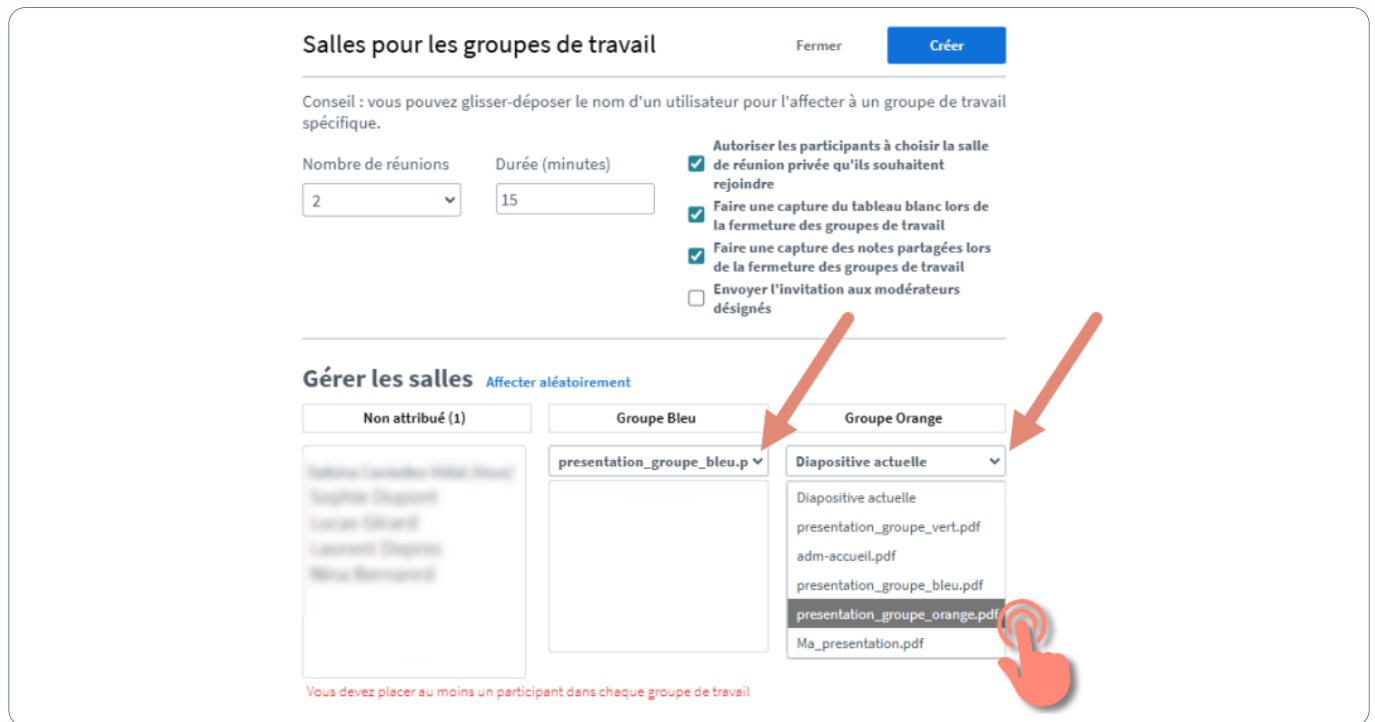 Salles pour les groupes de travail
Fermer
Créer
Conseil : vous pouvez glisser-déposer le nom d'un utilisateur pour l'affecter à un groupe de travail
spécifique.
Nombre de réunions
2
Durée (minutes)
15
Autoriser les participants à choisir la salle
de réunion privée qu'ils souhaitent
rejoindre
Faire une capture du tableau blanc lors de
la fermeture des groupes de travail
Faire une capture des notes partagées lors
de la fermeture des groupes de travail
Envoyer l'invitation aux modérateurs
désignés
Gérer les salles
Affecter aléatoirement
Non attribué (1)
Groupe Bleu
presentation_groupe_bleu.p
Groupe Orange
Diapositive actuelle
Diapositive actuelle
presentation_groupe_vert.pdf
adm-accueil.pdf
presentation_groupe_bleu.pdf
presentation_groupe_orange.pdf
Ma_presentation.pdf
Vous devez placer au moins un participant dans chaque groupe de travail